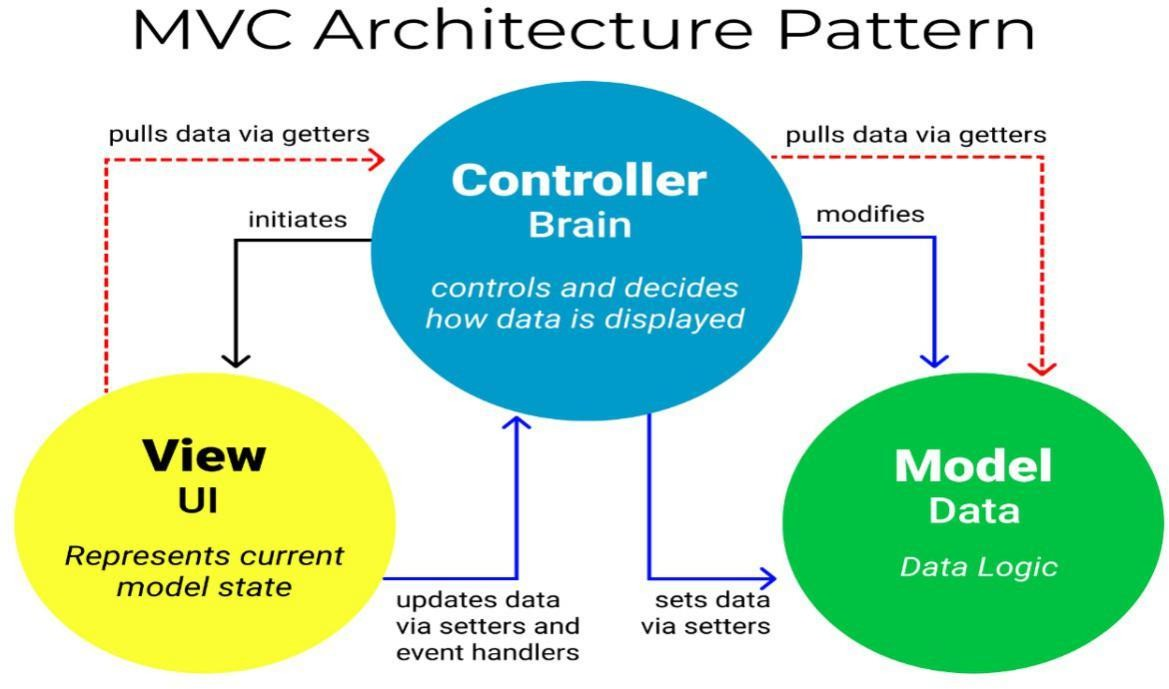 MVC Architecture Pattern
pulls data via getters
pulls data via getters
Controller
Brain
initiates
modifies
controls and decides
how data is displayed
View
UI
Represents current
model state
Model
Data
Data Logic
updates data
via setters and
event handlers
sets data
via setters